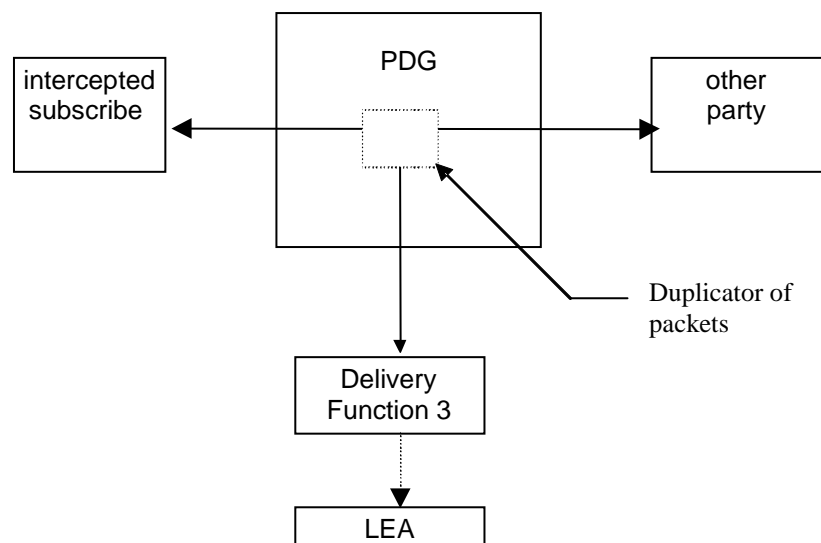 PDG
intercepted
subscribe
other
party
Duplicator of
packets
Delivery
Function 3
LEA